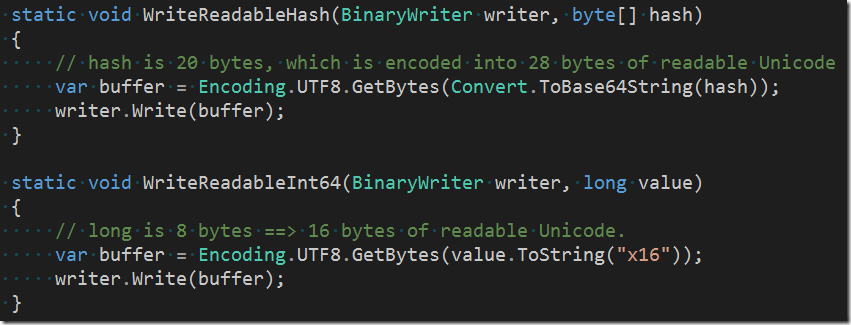 static void WriteReadableHash(BinaryWriter writer, byte[] hash)
{
    // hash is 20 bytes, which is encoded into 28 bytes of readable Unicode
    var buffer = Encoding.UTF8.GetBytes(Convert.ToBase64String(hash));
    writer.Write(buffer);
}

static void WriteReadableInt64(BinaryWriter writer, long value)
{
    // long is 8 bytes ==> 16 bytes of readable Unicode.
    var buffer = Encoding.UTF8.GetBytes(value.ToString("x16"));
    writer.Write(buffer);
}